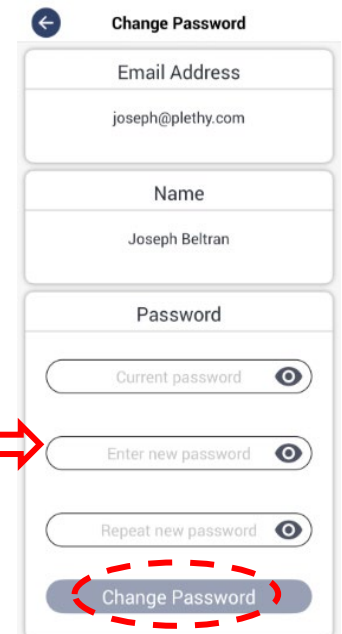 Change Password
Email Address
joseph@plethy.com
Name
Joseph Beltran
Password
Current password
Enter new password
Repeat new password
Change Password